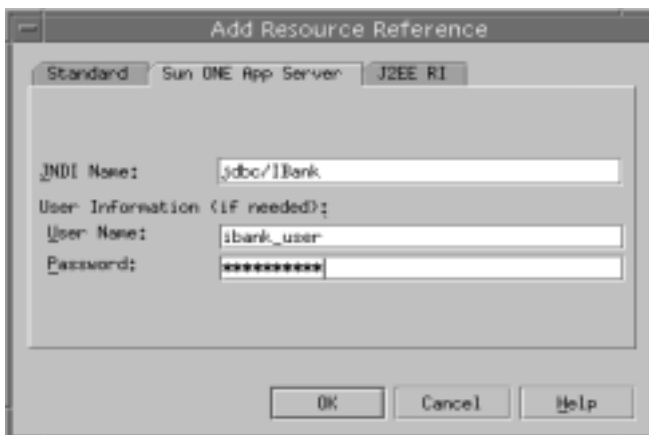 Add Resource Reference
Standard Sun ONE App Server J2EE RI
JNDI Name: jdbc/IBank
User Information (if needed):
User Name: ibank_user
Password: **********
OK Cancel Help